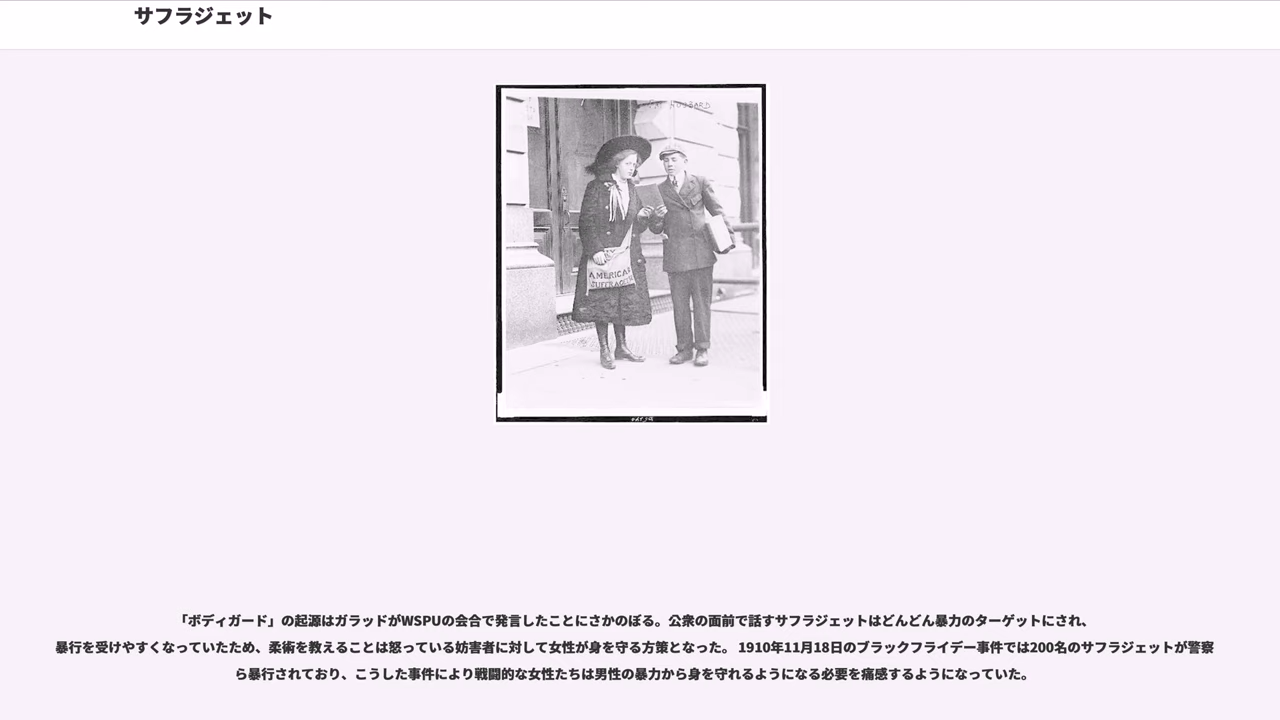 サフラジェット
AMERICAN
「ボディガード」の起源はガラッドがWSPUの会合で発言したことにさかのぼる。公衆の面前で話すサフラジェットはどんどん暴力のターゲットにされ、
暴行を受けやすくなっていたため、柔術を教えることは怒っている妨害者に対して女性が身を守る方策となった。 1910年11月18日のブラックフライデー事件では200名のサフラジェットが警察
ら暴行されており、こうした事件により戦闘的な女性たちは男性の暴力から身を守れるようになる必要を痛感するようになっていた。